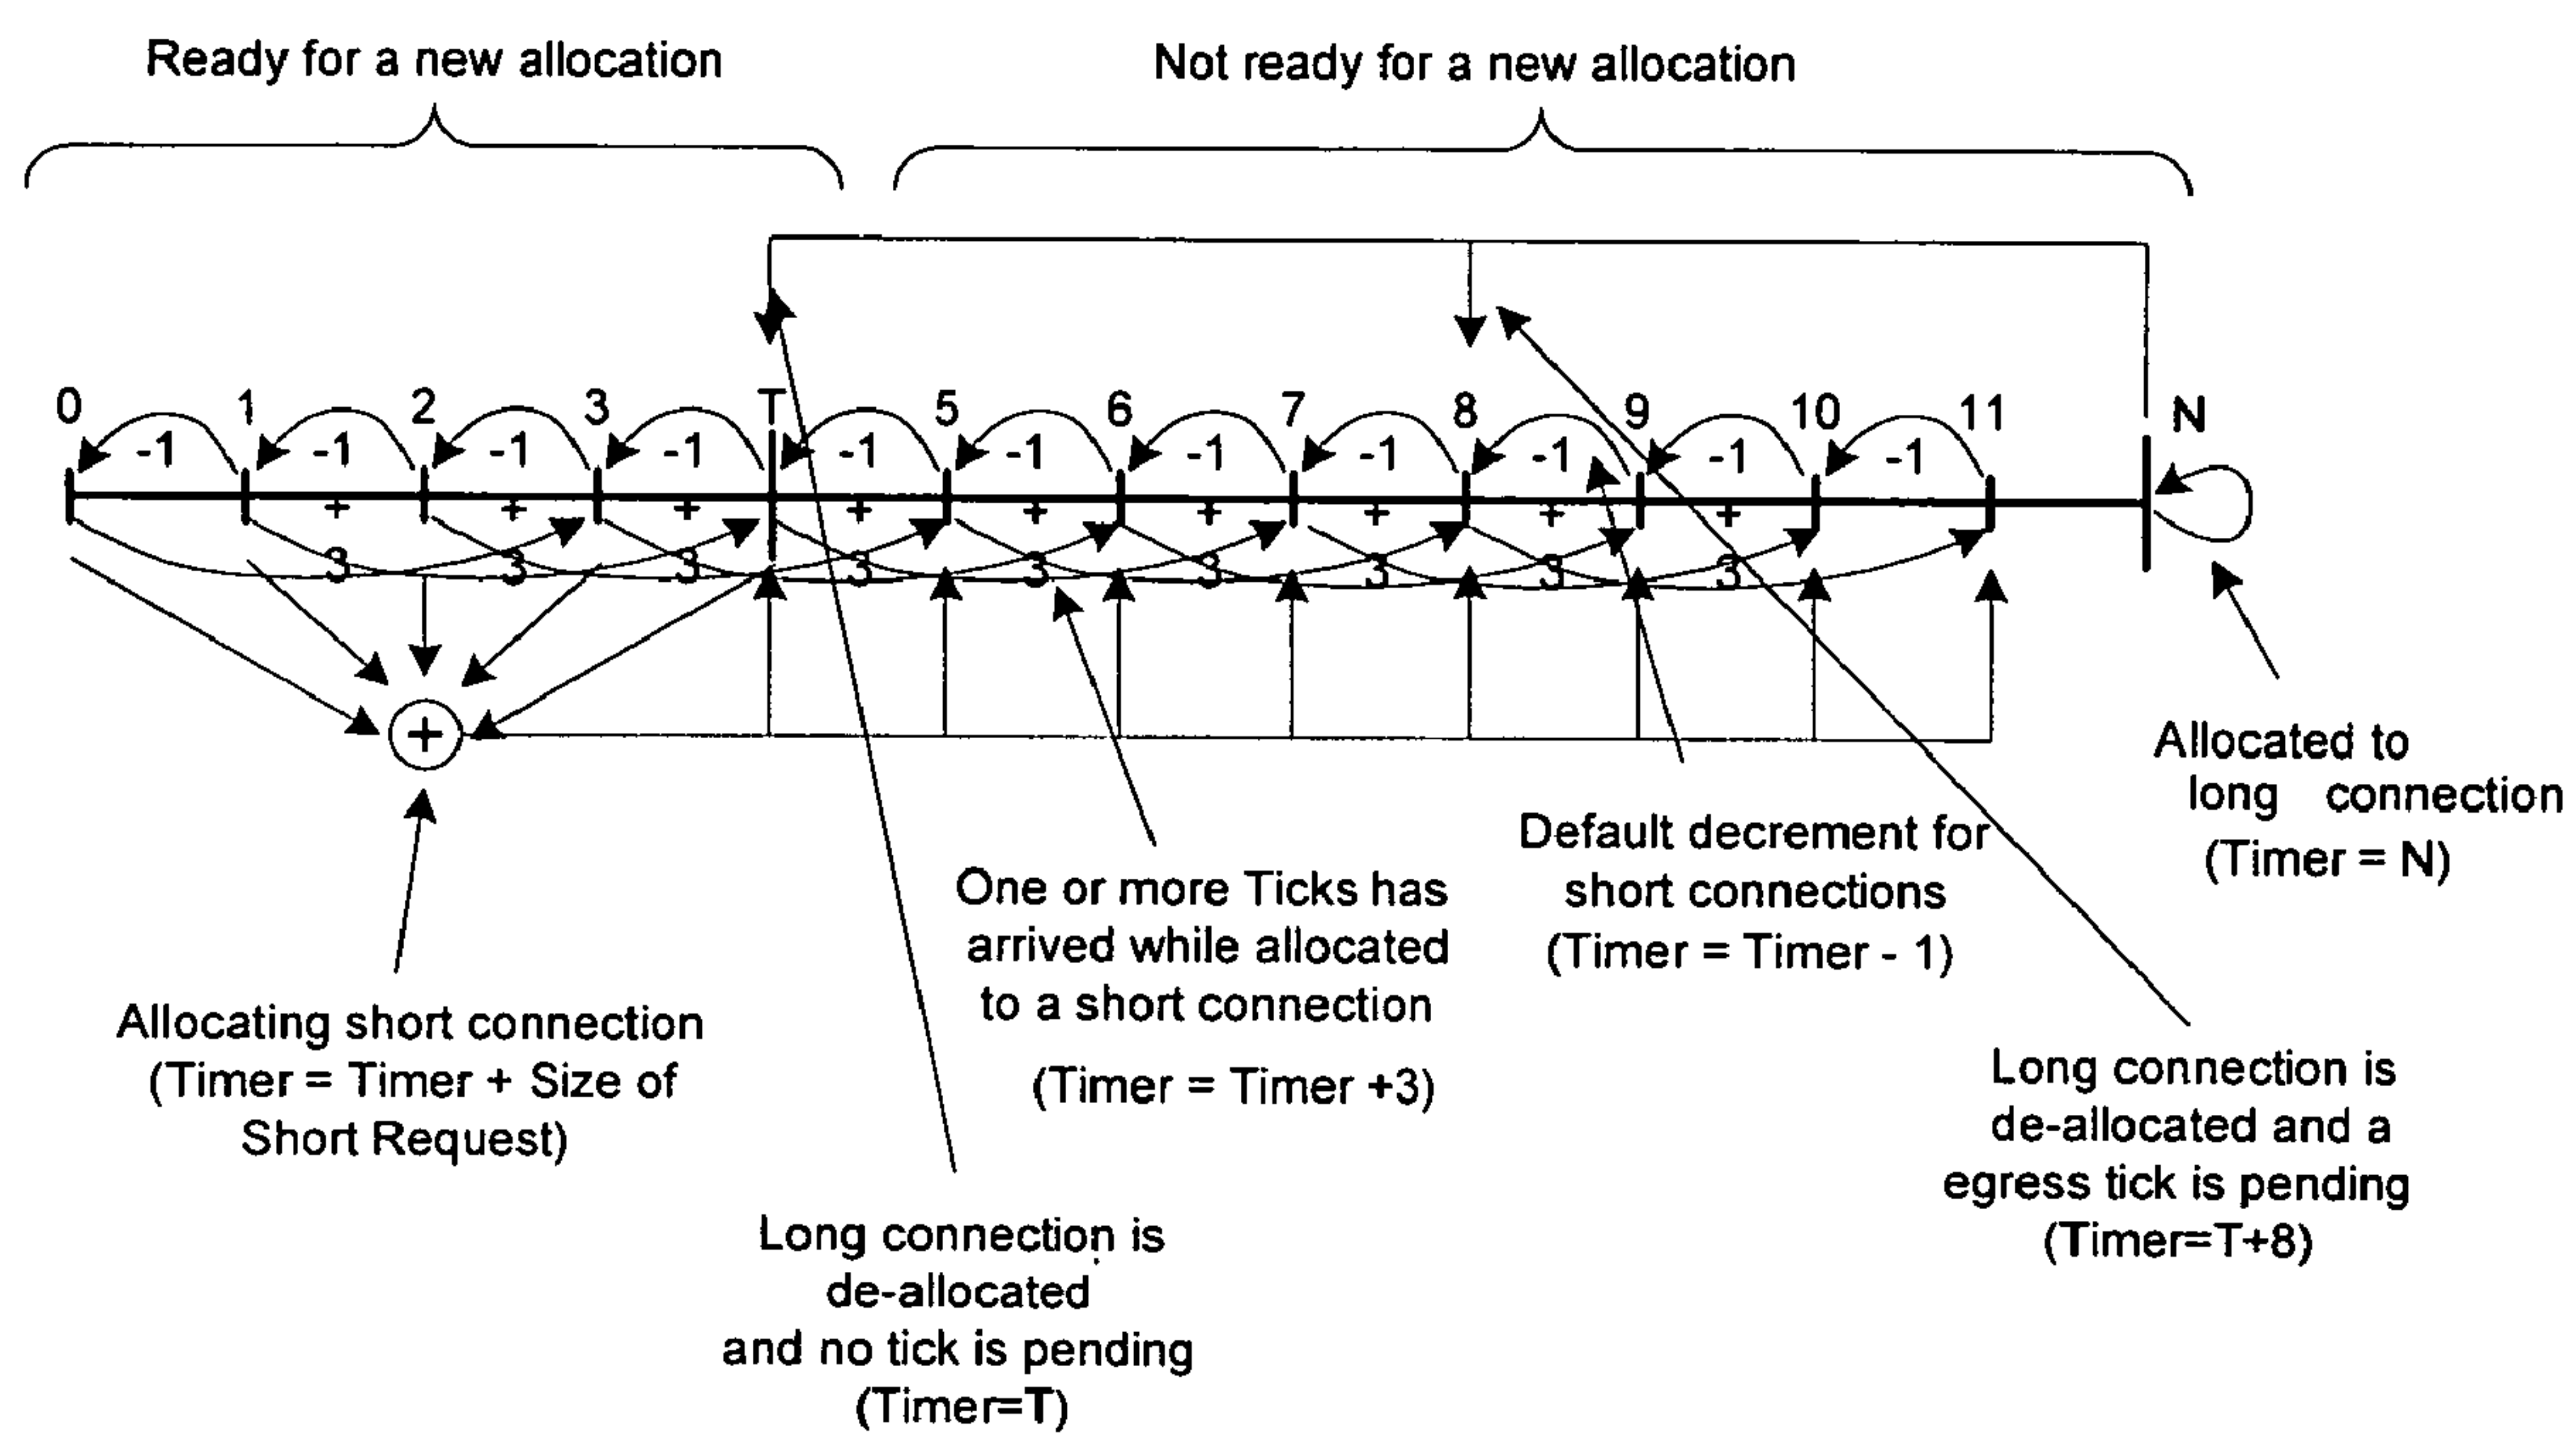 Ready for a new allocation
Not ready for a new allocation
0 1 2 3 T 5 6 7 8 9 10 11 N
-1 -1 -1 -1 -1 -1 -1 -1 -1 -1 -1
+ + + + + + + + +
3 3 3 3 3 3 3 3 3
+
Allocated to
long connection
(Timer = N)
Default decrement for
short connections
(Timer = Timer - 1)
One or more Ticks has
arrived while allocated
to a short connection
(Timer = Timer +3)
Allocating short connection
(Timer = Timer + Size of
Short Request)
Long connection is
de-allocated and a
egress tick is pending
(Timer=T+8)
Long connection is
de-allocated
and no tick is pending
(Timer=T)